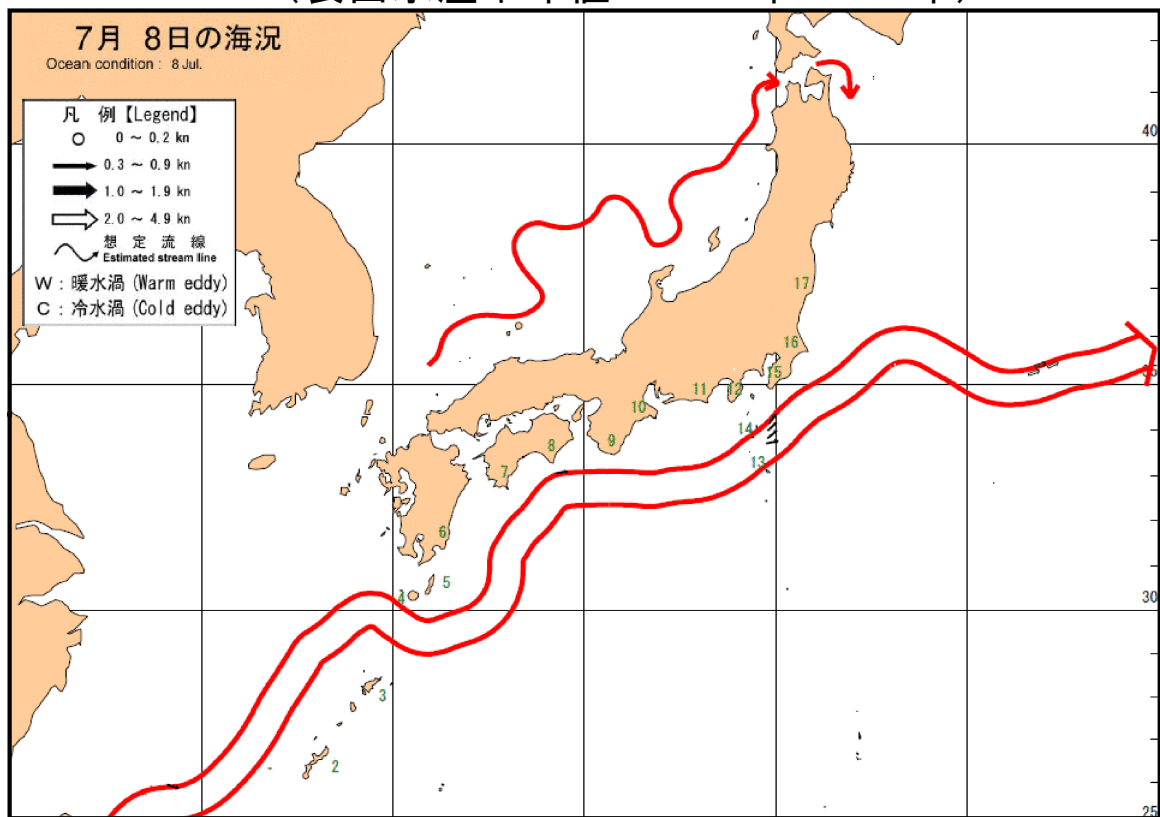 7月 8日の海況
Ocean condition : 8 Jul.
凡 例【Legend】
0 ~ 0.2 kn
0.3 ~ 0.9 kn
1.0 ~ 1.9 kn
2.0 ~ 4.9 kn
想 定 流 線
Estimated stream line
W : 暖水渦 (Warm eddy)
C : 冷水渦 (Cold eddy)
40
17
16
15
35
12
11
10
14
9
8
13
7
6
5
4
30
3
2
25